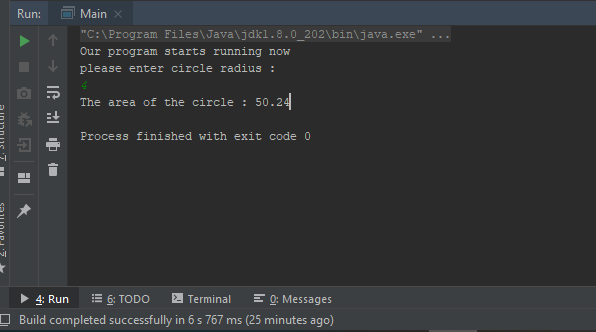 Run: Main
"C:\Program Files\Java\jdk1.8.0_202\bin\java.exe" ...
Our program starts running now
please enter circle radius :
4
The area of the circle : 50.24
Process finished with exit code 0
Z: Structure
2: Favorites
4: Run 6: TODO Terminal 0: Messages
Build completed successfully in 6 s 767 ms (25 minutes ago)